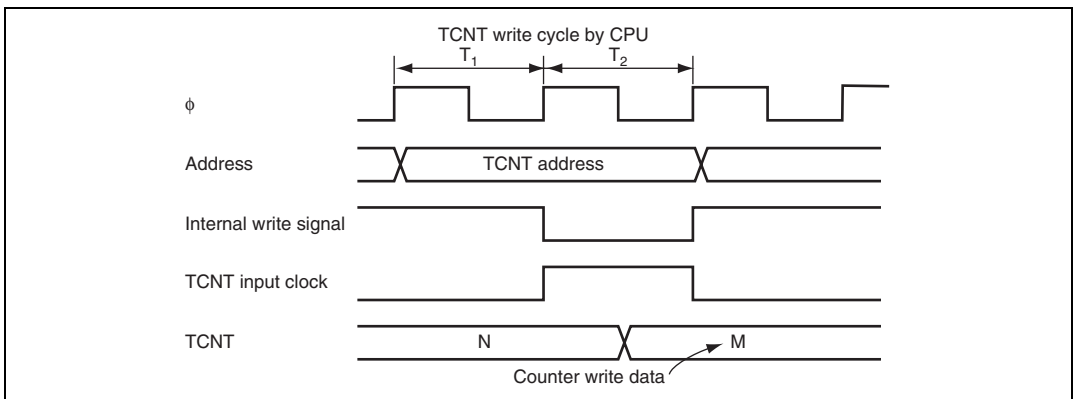 TCNT write cycle by CPU
T1 T2
ϕ
Address TCNT address
Internal write signal
TCNT input clock
TCNT N M
Counter write data